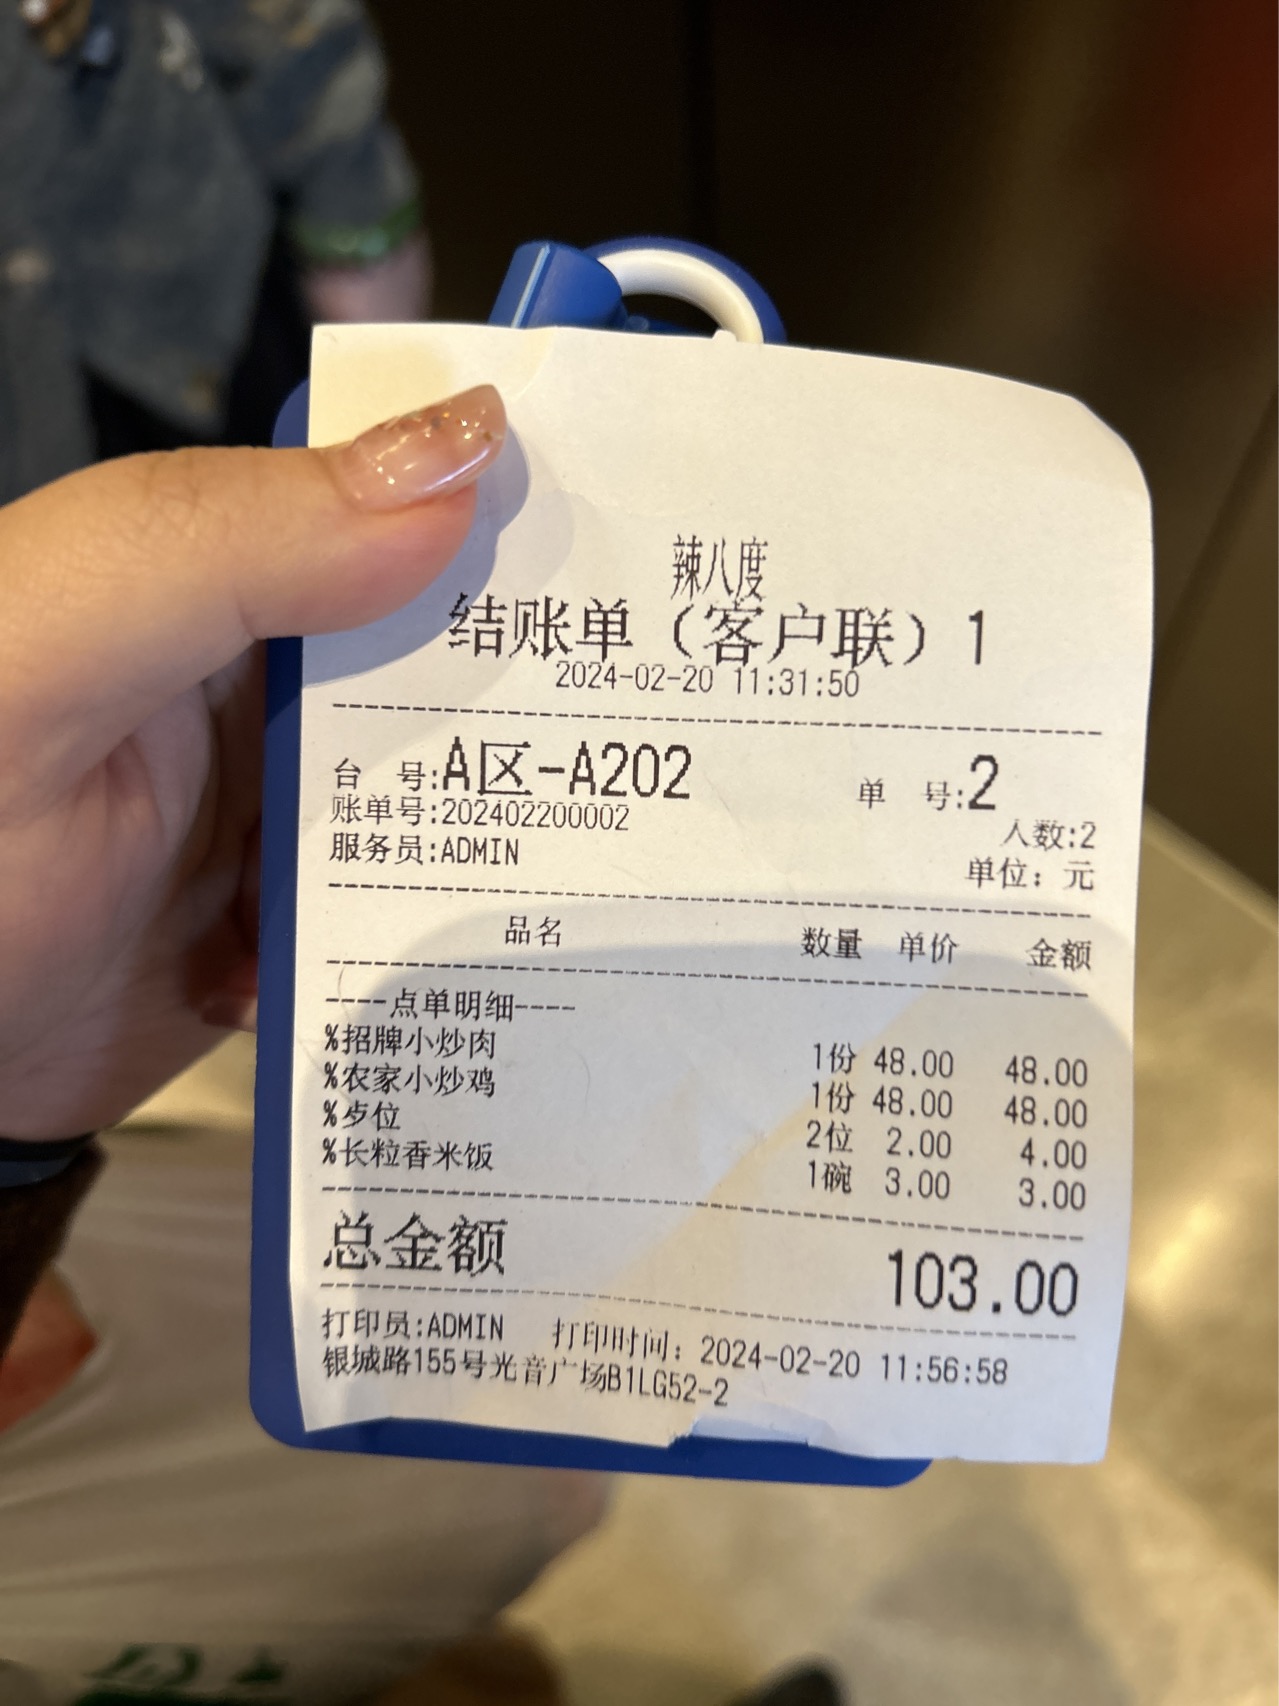 辣八度
结账单（客户联）1
2024-02-20 11:31:50
台 号:A区-A202 单 号:2
账单号:202402200002 人数:2
服务员:ADMIN 单位：元
品名 数量 单价 金额
----点单明细----
%招牌小炒肉 1份 48.00 48.00
%农家小炒鸡 1份 48.00 48.00
%歺位 2位 2.00 4.00
%长粒香米饭 1碗 3.00 3.00
总金额 103.00
打印员:ADMIN 打印时间：2024-02-20 11:56:58
银城路155号光音广场B1LG52-2